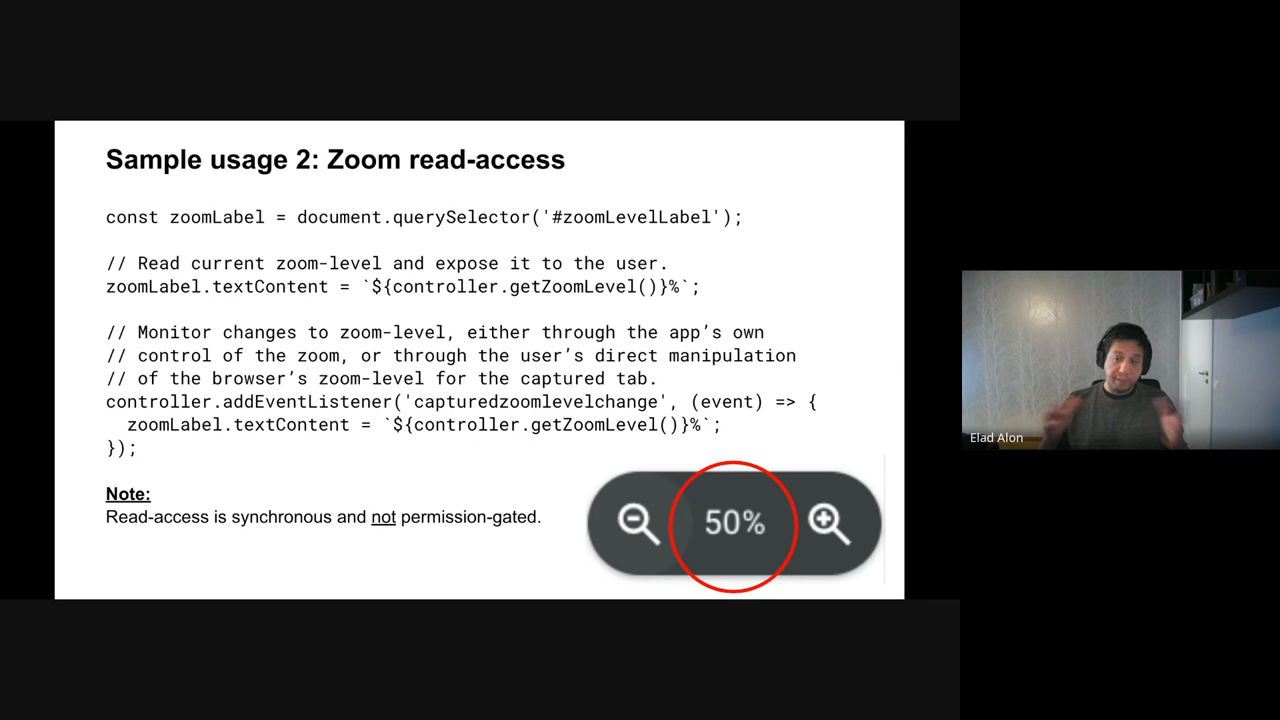 Sample usage 2: Zoom read-access
const zoomLabel = document.querySelector('#zoomLevelLabel');
// Read current zoom-level and expose it to the user.
zoomLabel.textContent = `${controller.getZoomLevel()}%`;
// Monitor changes to zoom-level, either through the app’s own
// control of the zoom, or through the user’s direct manipulation
// of the browser’s zoom-level for the captured tab.
controller.addEventListener('capturedzoomlevelchange', (event) => {
  zoomLabel.textContent = `${controller.getZoomLevel()}%`;
});
Note:
Read-access is synchronous and not permission-gated.
50%
Elad Alon